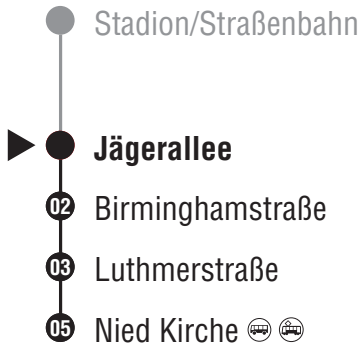 Stadion/Straßenbahn
Jägerallee
02 Birminghamstraße
03 Luthmerstraße
05 Nied Kirche